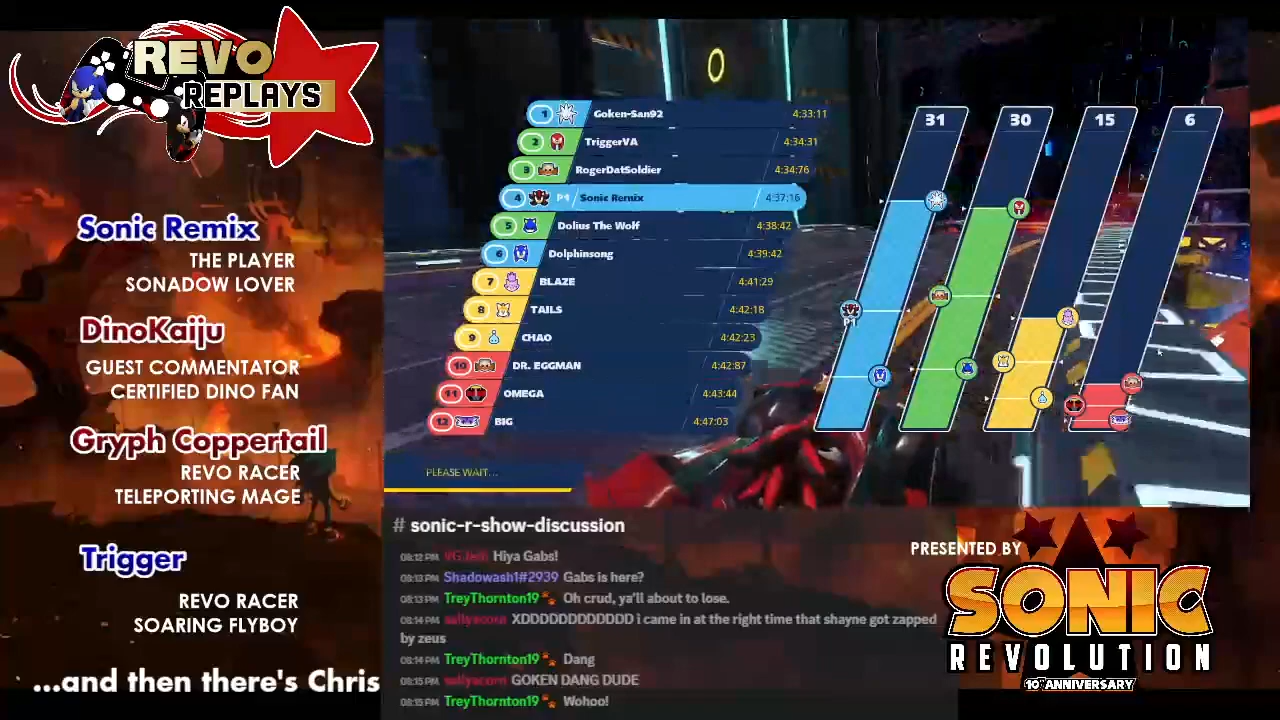 REVO
REPLAYS
Sonic Remix
THE PLAYER
SONADOW LOVER
DinoKaiju
GUEST COMMENTATOR
CERTIFIED DINO FAN
Gryph Coppertail
REVO RACER
TELEPORTING MAGE
Trigger
REVO RACER
SOARING FLYBOY
...and then there's Chris
1 Goken-San92 4:33:11
2 TriggerVA 4:34:31
3 RogerDatSoldier 4:34:76
4 P1 Sonic Remix 4:37:16
5 Dolius The Wolf 4:38:42
6 Dolphinsong 4:39:42
7 BLAZE 4:41:29
8 TAILS 4:42:18
9 CHAO 4:42:23
10 DR. EGGMAN 4:42:87
11 OMEGA 4:43:44
12 BIG 4:47:03
PLEASE WAIT...
31 30 15 6
P1
# sonic-r-show-discussion
08:12 PM VG Jedi Hiya Gabs!
08:13 PM Shadowash1#2939 Gabs is here?
08:13 PM TreyThornton19 Oh crud, ya'll about to lose.
08:14 PM sallyacorn XDDDDDDDDDDDD i came in at the right time that shayne got zapped
by zeus
08:14 PM TreyThornton19 Dang
08:15 PM sallyacorn GOKEN DANG DUDE
08:15 PM TreyThornton19 Wohoo!
PRESENTED BY
SONIC
REVOLUTION
10TH ANNIVERSARY